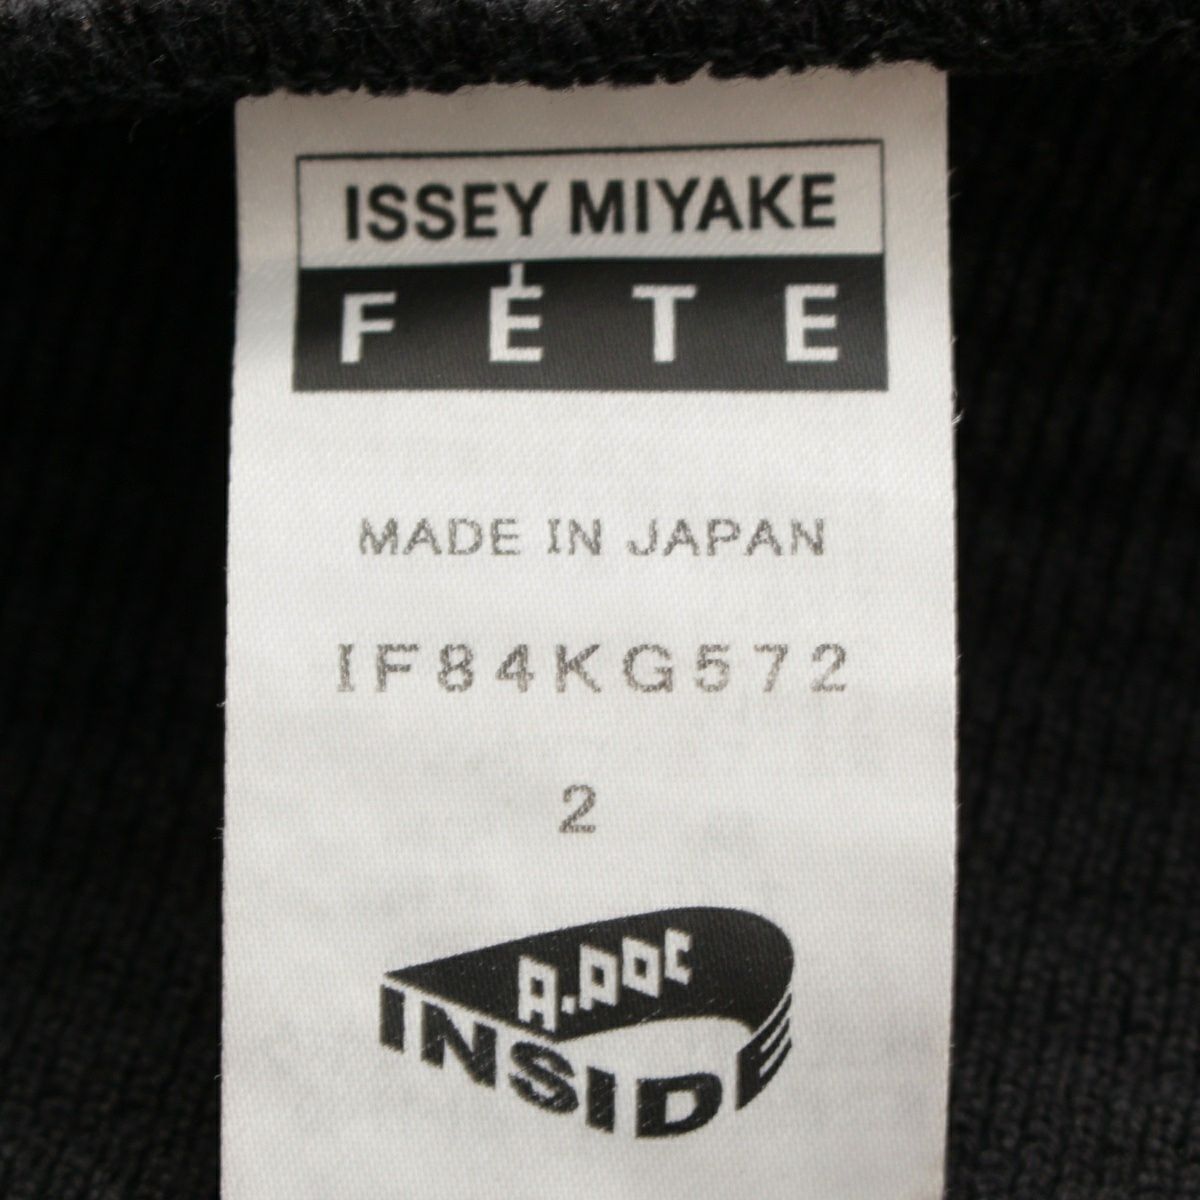 ISSEY MIYAKE
FÊTE
MADE IN JAPAN
IF84KG572
2
A.POC
INSIDE